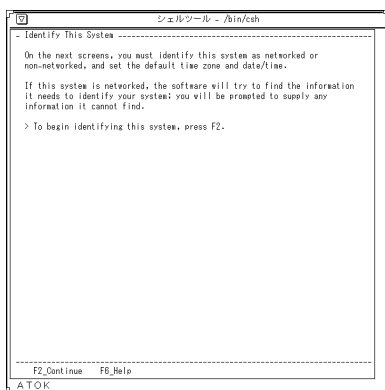 シェルツール - /bin/csh
- Identify This System ----------------------------------------
On the next screens, you must identify this system as networked or
non-networked, and set the default time zone and date/time.
If this system is networked, the software will try to find the information
it needs to identify your system; you will be prompted to supply any
information it cannot find.
> To begin identifying this system, press F2.
----------------------------------------
F2_Continue F6_Help
ATOK